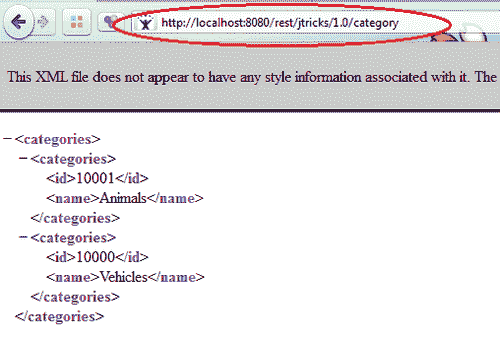 http://localhost:8080/rest/jtricks/1.0/category
This XML file does not appear to have any style information associated with it. The
− <categories>
− <categories>
<id>10001</id>
<name>Animals</name>
</categories>
− <categories>
<id>10000</id>
<name>Vehicles</name>
</categories>
</categories>